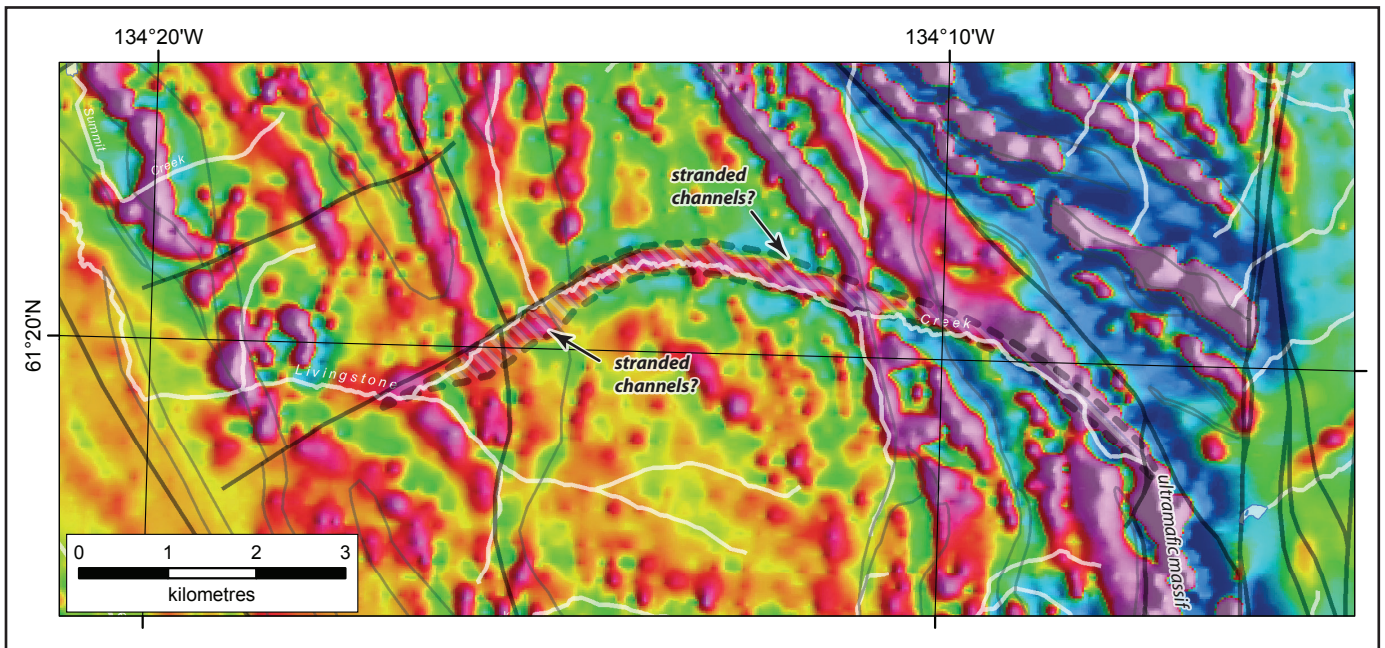 134°20'W
134°10'W
Summit
Creek
stranded
channels?
61°20'N
Creek
stranded
channels?
Livingstone
ultramafic massif
0 1 2 3
kilometres